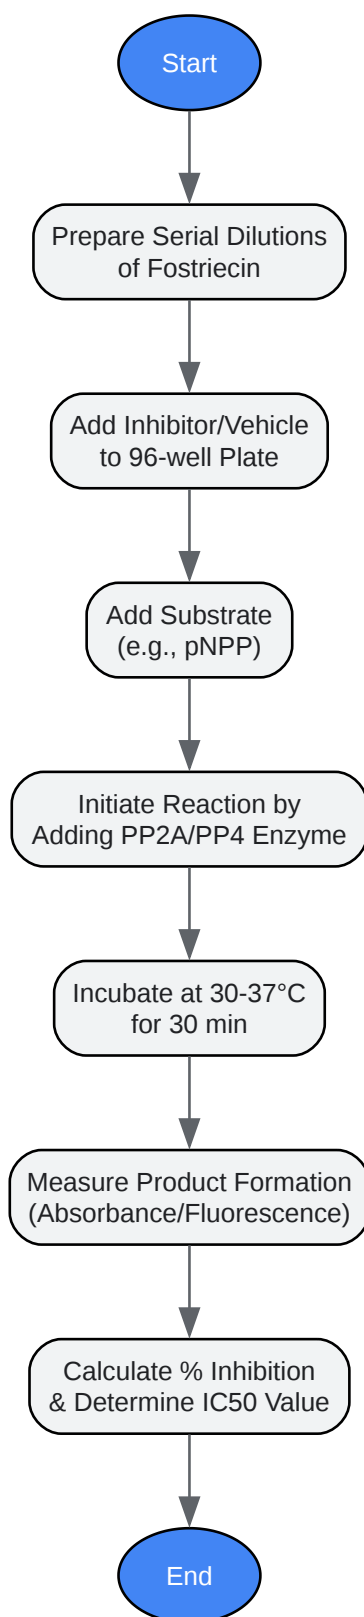 Start
Prepare Serial Dilutions
of Fostriecin
Add Inhibitor/Vehicle
to 96-well Plate
Add Substrate
(e.g., pNPP)
Initiate Reaction by
Adding PP2A/PP4 Enzyme
Incubate at 30-37°C
for 30 min
Measure Product Formation
(Absorbance/Fluorescence)
Calculate % Inhibition
& Determine IC50 Value
End